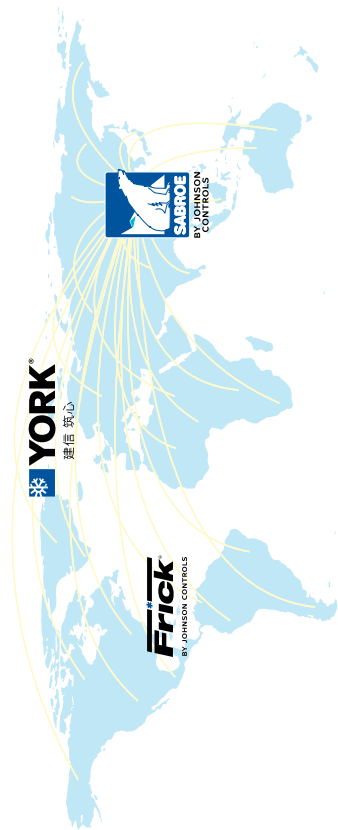 YORK®
建信 筑心
Frick®
BY JOHNSON CONTROLS
SABROE
BY JOHNSON
CONTROLS